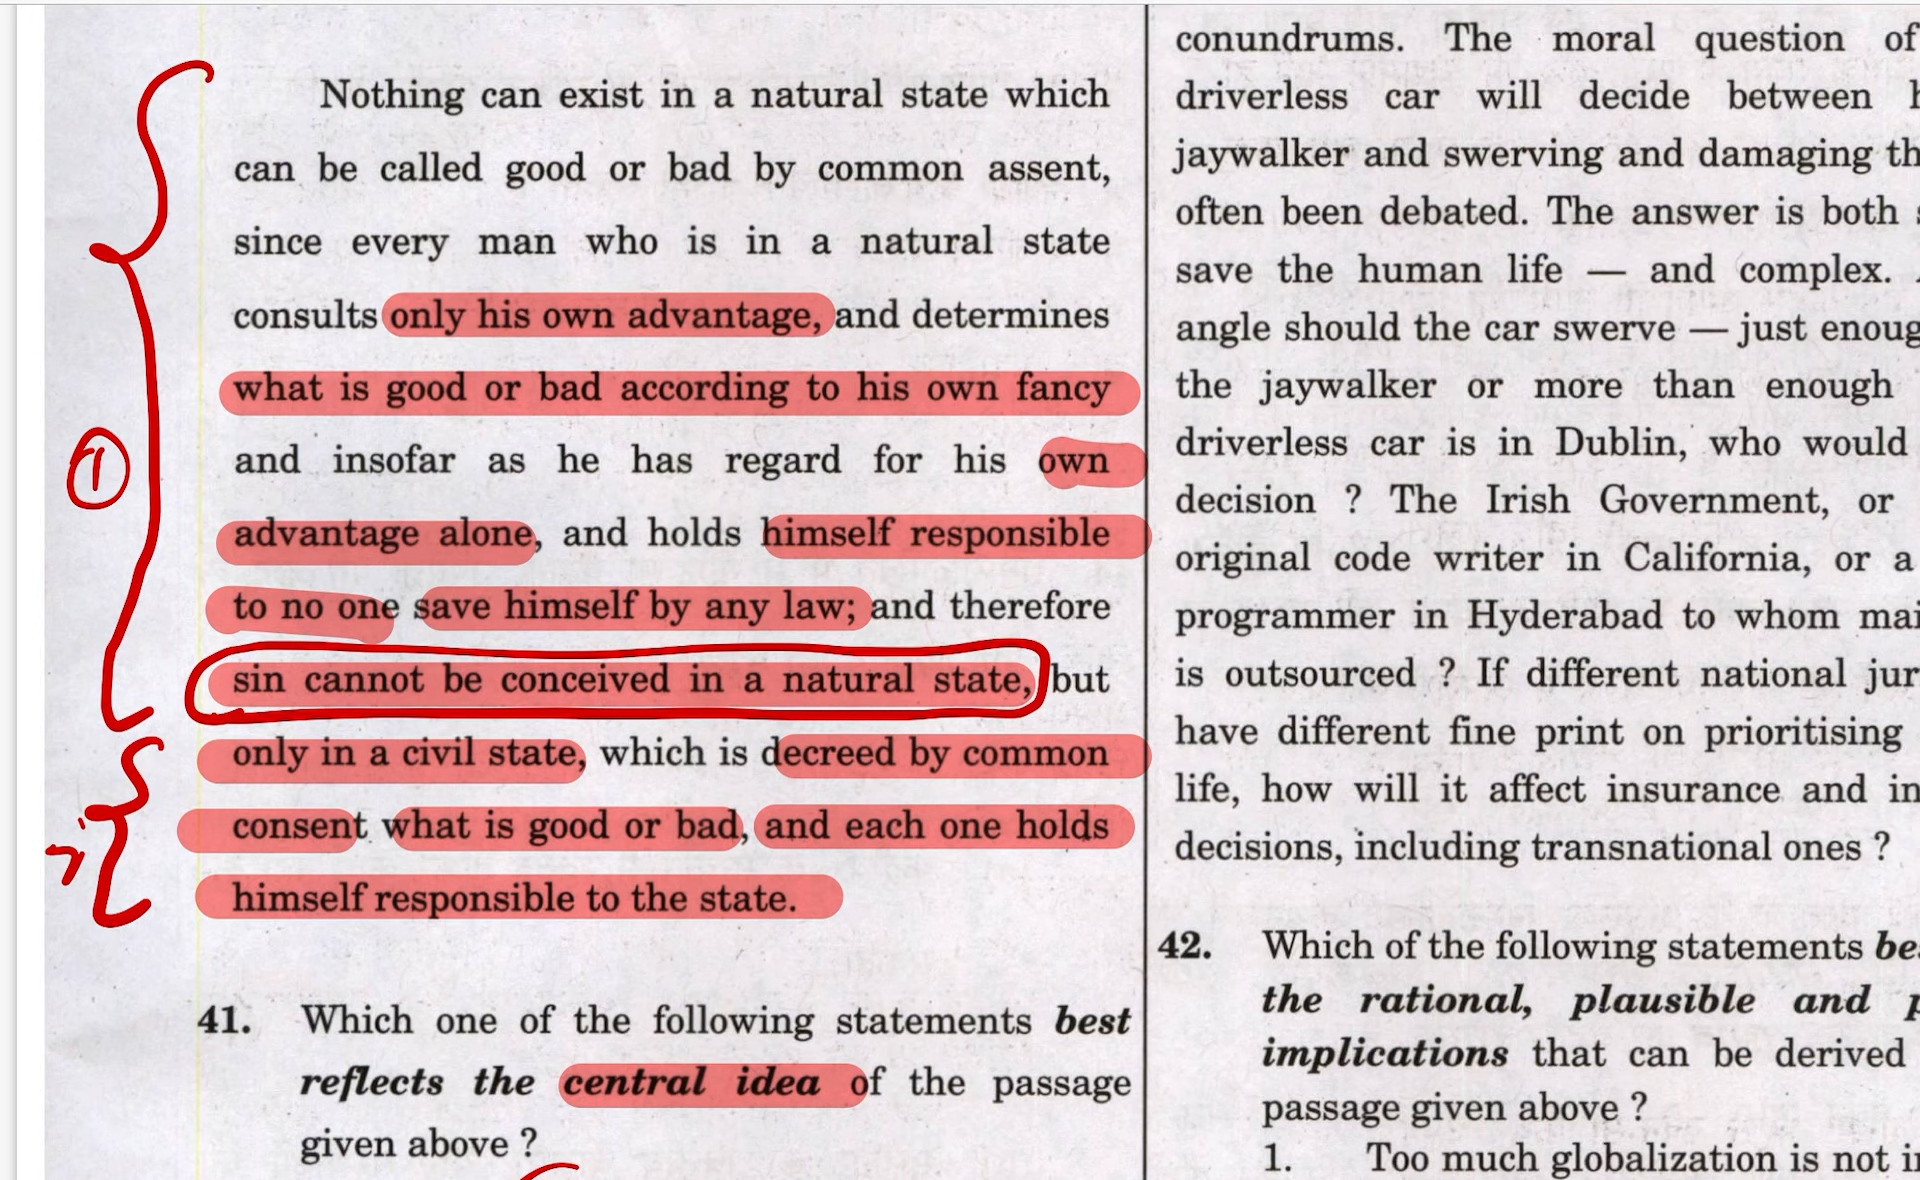 Nothing can exist in a natural state which
can be called good or bad by common assent,
since every man who is in a natural state
consults only his own advantage, and determines
what is good or bad according to his own fancy
and insofar as he has regard for his own
advantage alone, and holds himself responsible
to no one save himself by any law; and therefore
sin cannot be conceived in a natural state, but
only in a civil state, which is decreed by common
consent what is good or bad, and each one holds
himself responsible to the state.
1
41. Which one of the following statements best
reflects the central idea of the passage
given above ?
conundrums. The moral question of
driverless car will decide between
jaywalker and swerving and damaging
often been debated. The answer is both
save the human life — and complex.
angle should the car swerve — just
the jaywalker or more than enough
driverless car is in Dublin, who would
decision ? The Irish Government, or
original code writer in California, or a
programmer in Hyderabad to whom
is outsourced ? If different national
have different fine print on prioritising
life, how will it affect insurance and
decisions, including transnational ones ?
42. Which of the following statements
the rational, plausible and
implications that can be derived
passage given above ?
1. Too much globalization is not